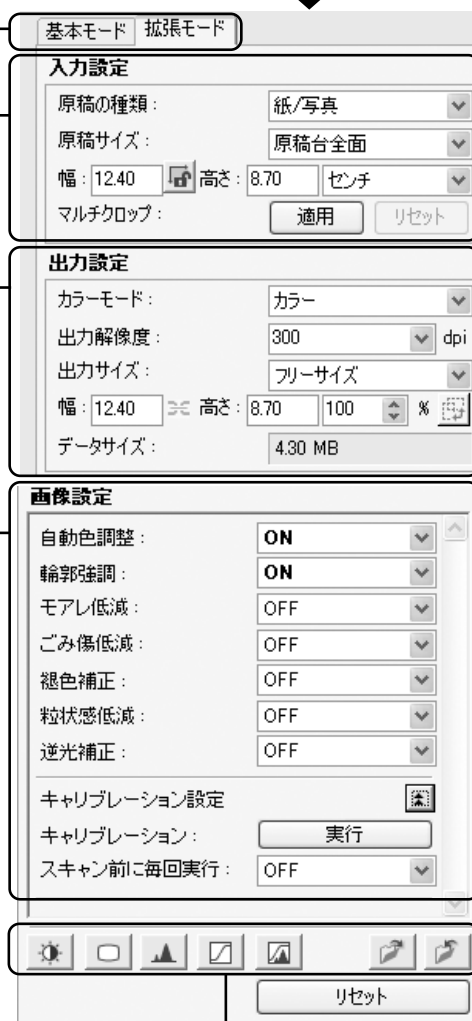 基本モード 拡張モード
入力設定
原稿の種類： 紙/写真
原稿サイズ： 原稿台全面
幅：12.40 高さ：8.70 センチ
マルチクロップ： 適用 リセット
出力設定
カラーモード： カラー
出力解像度： 300 dpi
出力サイズ： フリーサイズ
幅：12.40 高さ：8.70 100 %
データサイズ： 4.30 MB
画像設定
自動色調整： ON
輪郭強調： ON
モアレ低減： OFF
ごみ傷低減： OFF
褪色補正： OFF
粒状感低減： OFF
逆光補正： OFF
キャリブレーション設定
キャリブレーション： 実行
スキャン前に毎回実行： OFF
リセット